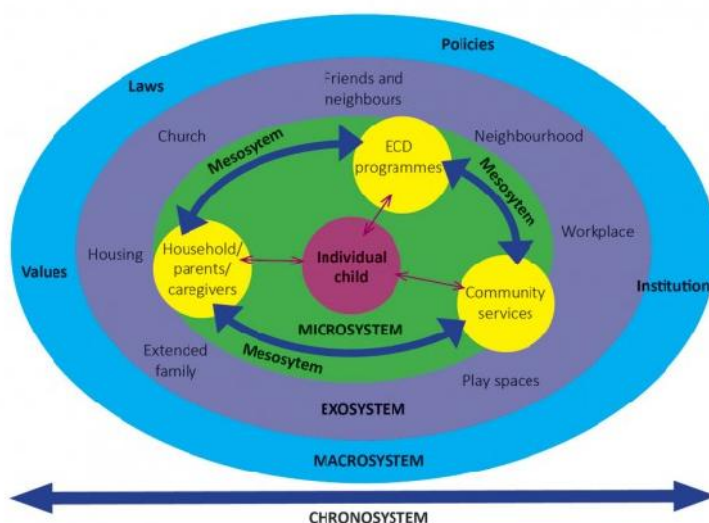 Policies
Laws
Friends and
neighbours
Church
Neighbourhood
Mesosytem
ECD
programmes
Mesosytem
Housing
Workplace
Values
Household/
parents/
caregivers
Individual
child
Institution
Community
services
MICROSYSTEM
Extended
family
Mesosytem
Play spaces
EXOSYSTEM
MACROSYSTEM
CHRONOSYSTEM